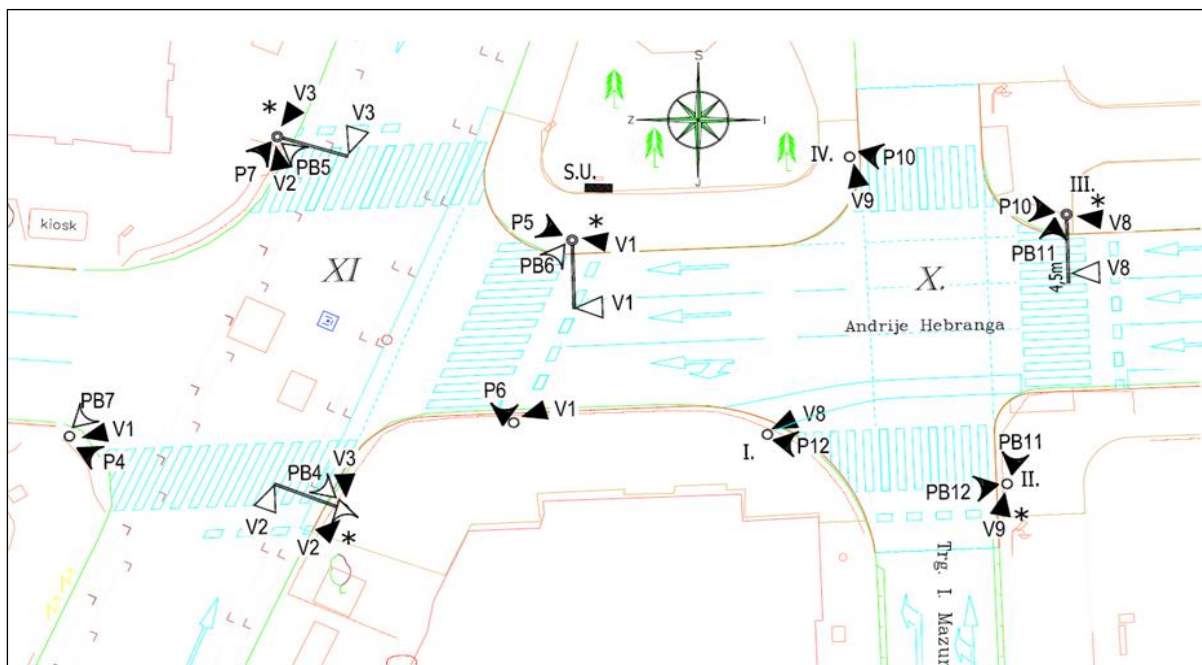 V3
*
V3
S
P7
V2
PB5
Z
I
J
S.U.
IV.
P10
V9
III.
P10
*
V8
PB11
kiosk
P5
*
V1
PB6
V1
XI
X.
4,5m
V8
Andrije Hebranga
PB7
V1
P4
P6
V1
V8
I.
P12
PB4
V3
V2
V2
*
PB11
PB12
II.
V9
*
Trg. I. Mazur